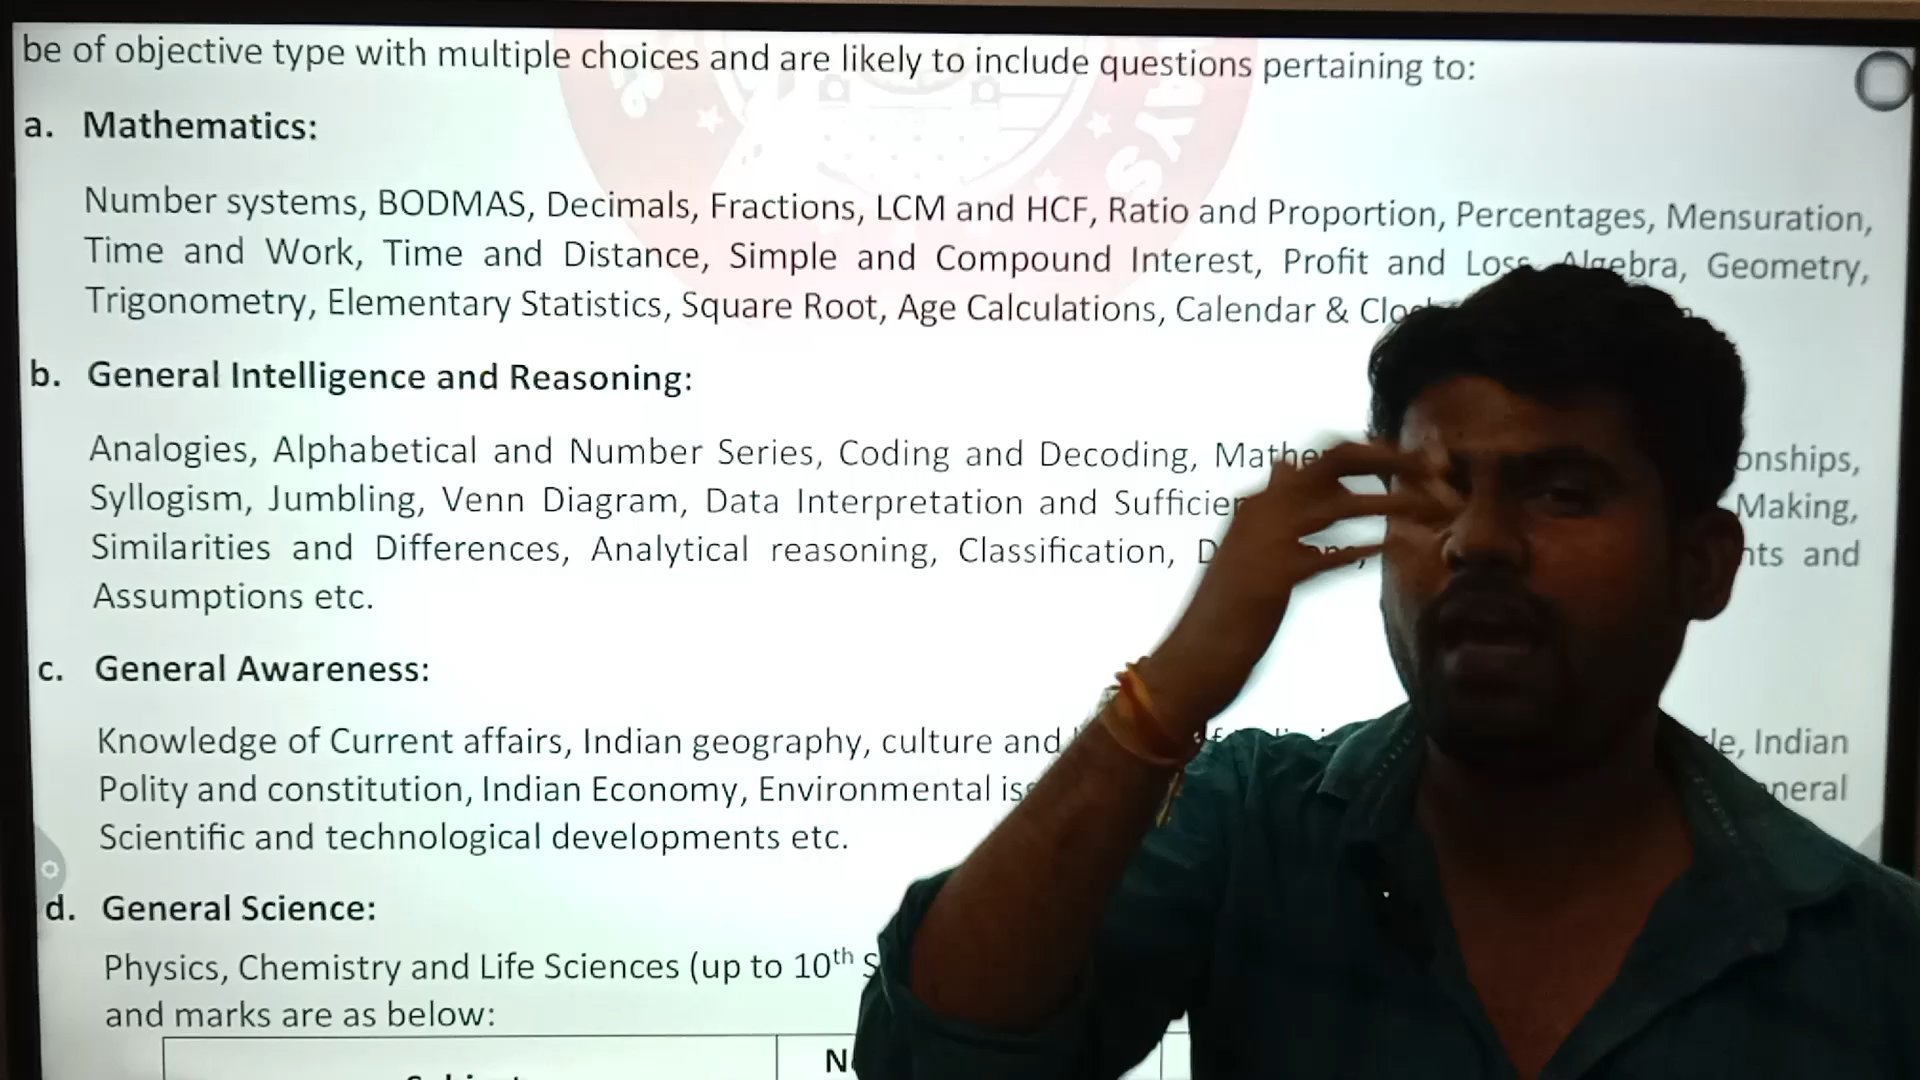 be of objective type with multiple choices and are likely to include questions pertaining to:
a. Mathematics:
Number systems, BODMAS, Decimals, Fractions, LCM and HCF, Ratio and Proportion, Percentages, Mensuration,
Time and Work, Time and Distance, Simple and Compound Interest, Profit and Loss, Algebra, Geometry,
Trigonometry, Elementary Statistics, Square Root, Age Calculations, Calendar &
b. General Intelligence and Reasoning:
Analogies, Alphabetical and Number Series, Coding and Decoding,
Syllogism, Jumbling, Venn Diagram, Data Interpretation and Making,
Similarities and Differences, Analytical reasoning, Classification, and
Assumptions etc.
c. General Awareness:
Knowledge of Current affairs, Indian geography, culture and Indian
Polity and constitution, Indian Economy, Environmental
Scientific and technological developments etc.
d. General Science:
Physics, Chemistry and Life Sciences (up to 10th
and marks are as below: